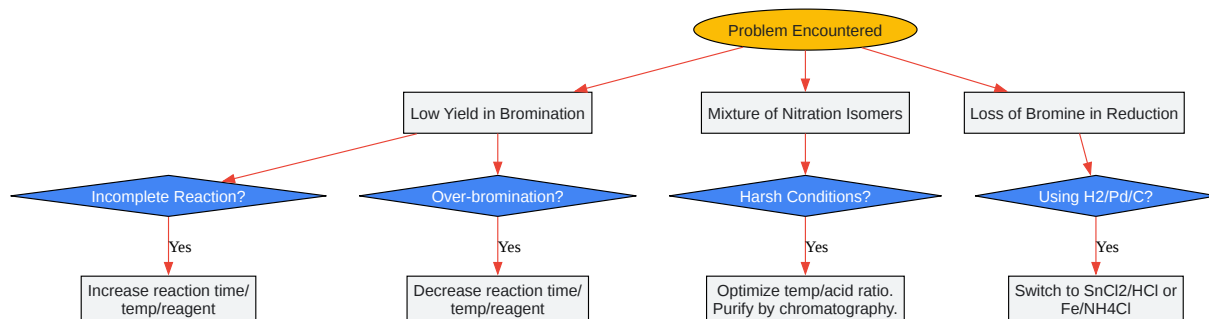 Problem Encountered
Low Yield in Bromination
Mixture of Nitration Isomers
Loss of Bromine in Reduction
Incomplete Reaction?
Over-bromination?
Harsh Conditions?
Using H2/Pd/C?
Yes
Yes
Yes
Yes
Increase reaction time/
temp/reagent
Decrease reaction time/
temp/reagent
Optimize temp/acid ratio.
Purify by chromatography.
Switch to SnCl2/HCl or
Fe/NH4Cl